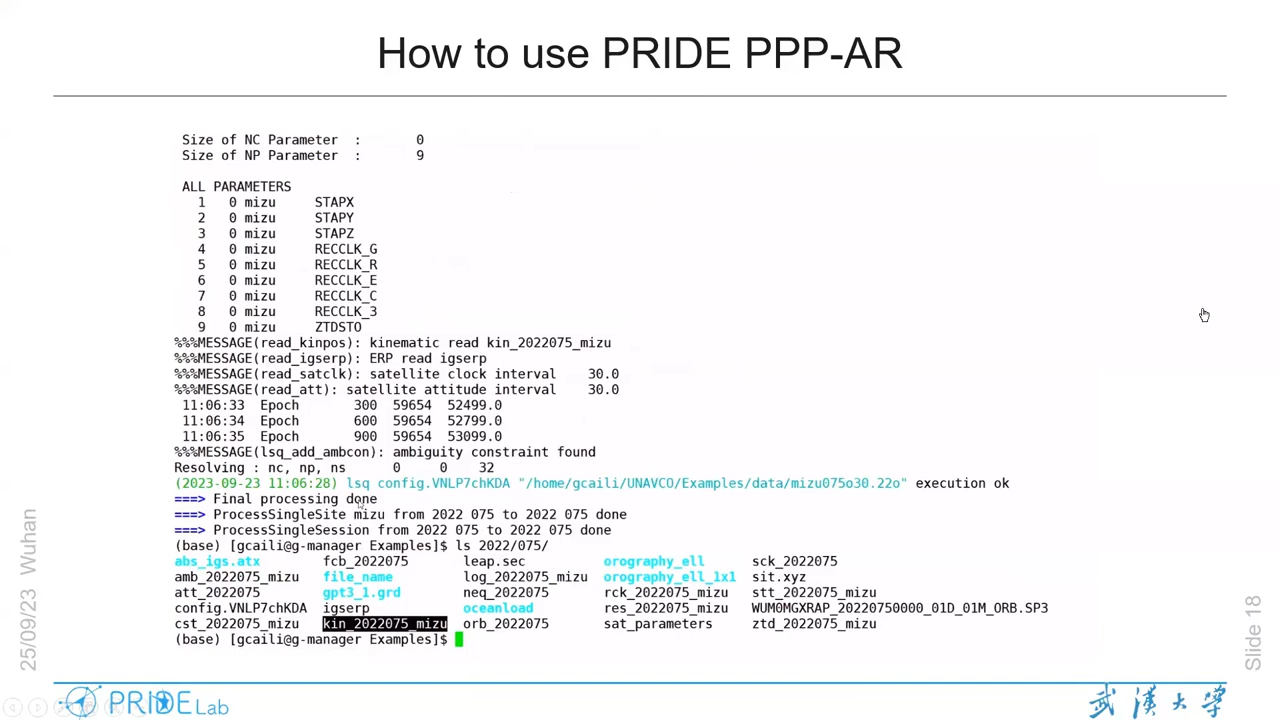 How to use PRIDE PPP-AR
Size of NC Parameter : 0
Size of NP Parameter : 9
ALL PARAMETERS
1 0 mizu STAPX
2 0 mizu STAPY
3 0 mizu STAPZ
4 0 mizu RECCLK_G
5 0 mizu RECCLK_R
6 0 mizu RECCLK_E
7 0 mizu RECCLK_C
8 0 mizu RECCLK_3
9 0 mizu ZTDSTO
%%%MESSAGE(read_kinpos): kinematic read kin_2022075_mizu
%%%MESSAGE(read_igserp): ERP read igserp
%%%MESSAGE(read_satclk): satellite clock interval 30.0
%%%MESSAGE(read_att): satellite attitude interval 30.0
11:06:33 Epoch 300 59654 52499.0
11:06:34 Epoch 600 59654 52799.0
11:06:35 Epoch 900 59654 53099.0
%%%MESSAGE(lsq_add_ambcon): ambiguity constraint found
Resolving : nc, np, ns 0 0 32
(2023-09-23 11:06:28) lsq config.VNLP7chKDA "/home/gcaili/UNAVCO/Examples/data/mizu075o30.22o" execution ok
===> Final processing done
===> ProcessSingleSite mizu from 2022 075 to 2022 075 done
===> ProcessSingleSession from 2022 075 to 2022 075 done
(base) [gcaili@g-manager Examples]$ ls 2022/075/
abs_igs.atx fcb_2022075 leap.sec orography_ell sck_2022075
amb_2022075_mizu file_name log_2022075_mizu orography_ell_1x1 sit.xyz
att_2022075 gpt3_1.grd neq_2022075 rck_2022075_mizu stt_2022075_mizu
config.VNLP7chKDA igserp oceanload res_2022075_mizu WUM0MGXRAP_20220750000_01D_01M_ORB.SP3
cst_2022075_mizu kin_2022075_mizu orb_2022075 sat_parameters ztd_2022075_mizu
(base) [gcaili@g-manager Examples]$
25/09/23 Wuhan
Slide 18
PRIDE Lab
武汉大学